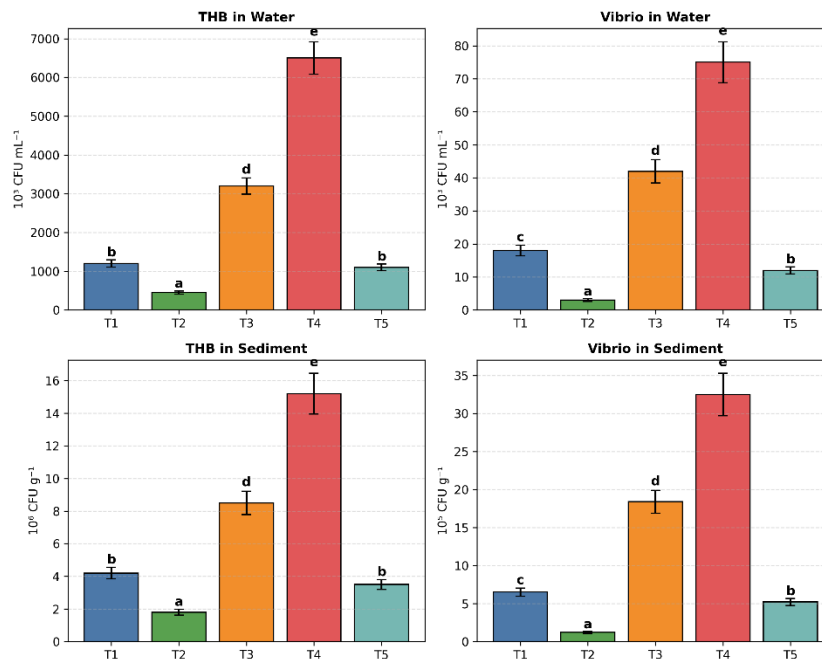 THB in Water
10³ CFU mL⁻¹
7000
6000
5000
4000
3000
2000
1000
0
b
a
d
e
b
T1 T2 T3 T4 T5
Vibrio in Water
10³ CFU mL⁻¹
80
70
60
50
40
30
20
10
0
c
a
d
e
b
T1 T2 T3 T4 T5
THB in Sediment
10⁶ CFU g⁻¹
16
14
12
10
8
6
4
2
0
b
a
d
e
b
T1 T2 T3 T4 T5
Vibrio in Sediment
10⁵ CFU g⁻¹
35
30
25
20
15
10
5
0
c
a
d
e
b
T1 T2 T3 T4 T5